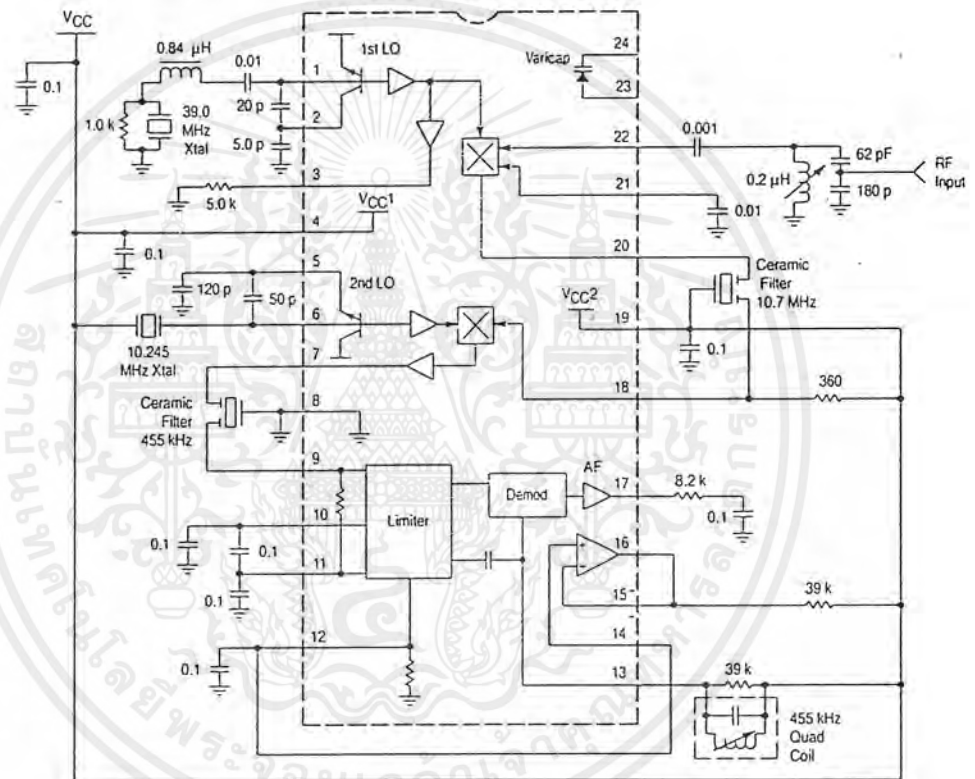 VCC
0.1
0.84 µH
0.01
1.0 k
39.0
MHz
Xtal
20 p
5.0 p
5.0 k
0.1
1
2
3
4
5
6
7
8
9
10
11
12
1st LO
VCC1
2nd LO
120 p
50 p
10.245
MHz Xtal
Ceramic
Filter
455 kHz
0.1
0.1
0.1
0.1
Limiter
Demod
AF
Varicap
VCC2
24
23
22
21
20
19
18
17
16
15
14
13
0.001
62 pF
180 p
0.2 µH
RF
Input
0.01
Ceramic
Filter
10.7 MHz
0.1
360
8.2 k
0.1
39 k
39 k
455 kHz
Quad
Coil